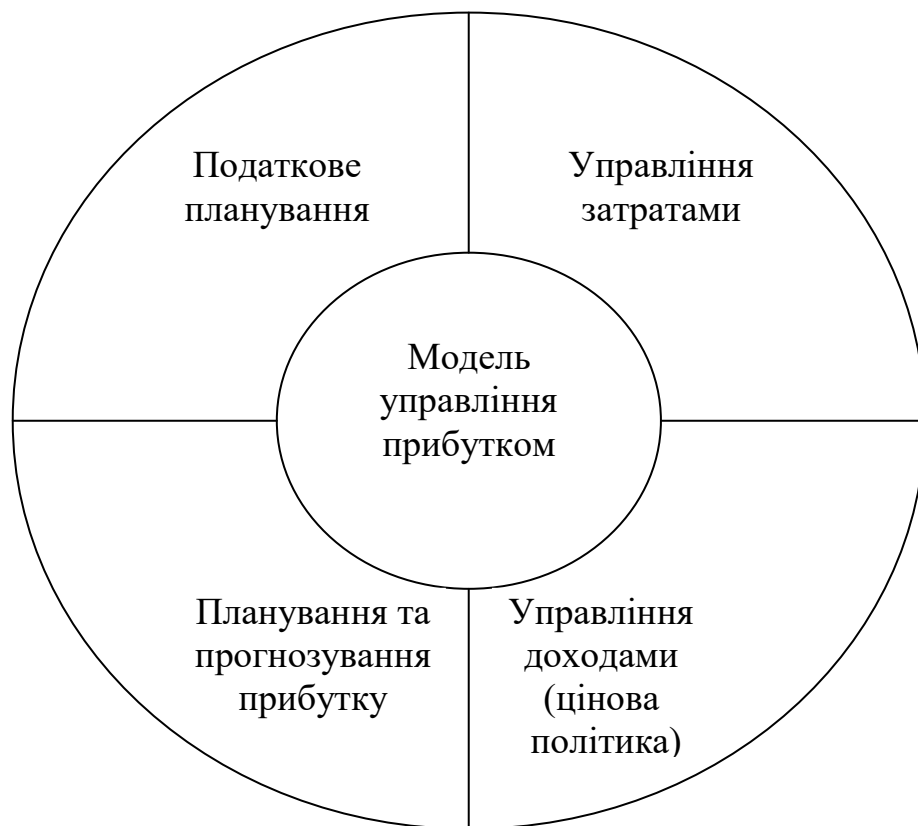 Податкове
планування
Управління
затратами
Модель
управління
прибутком
Планування та
прогнозування
прибутку
Управління
доходами
(цінова
політика)